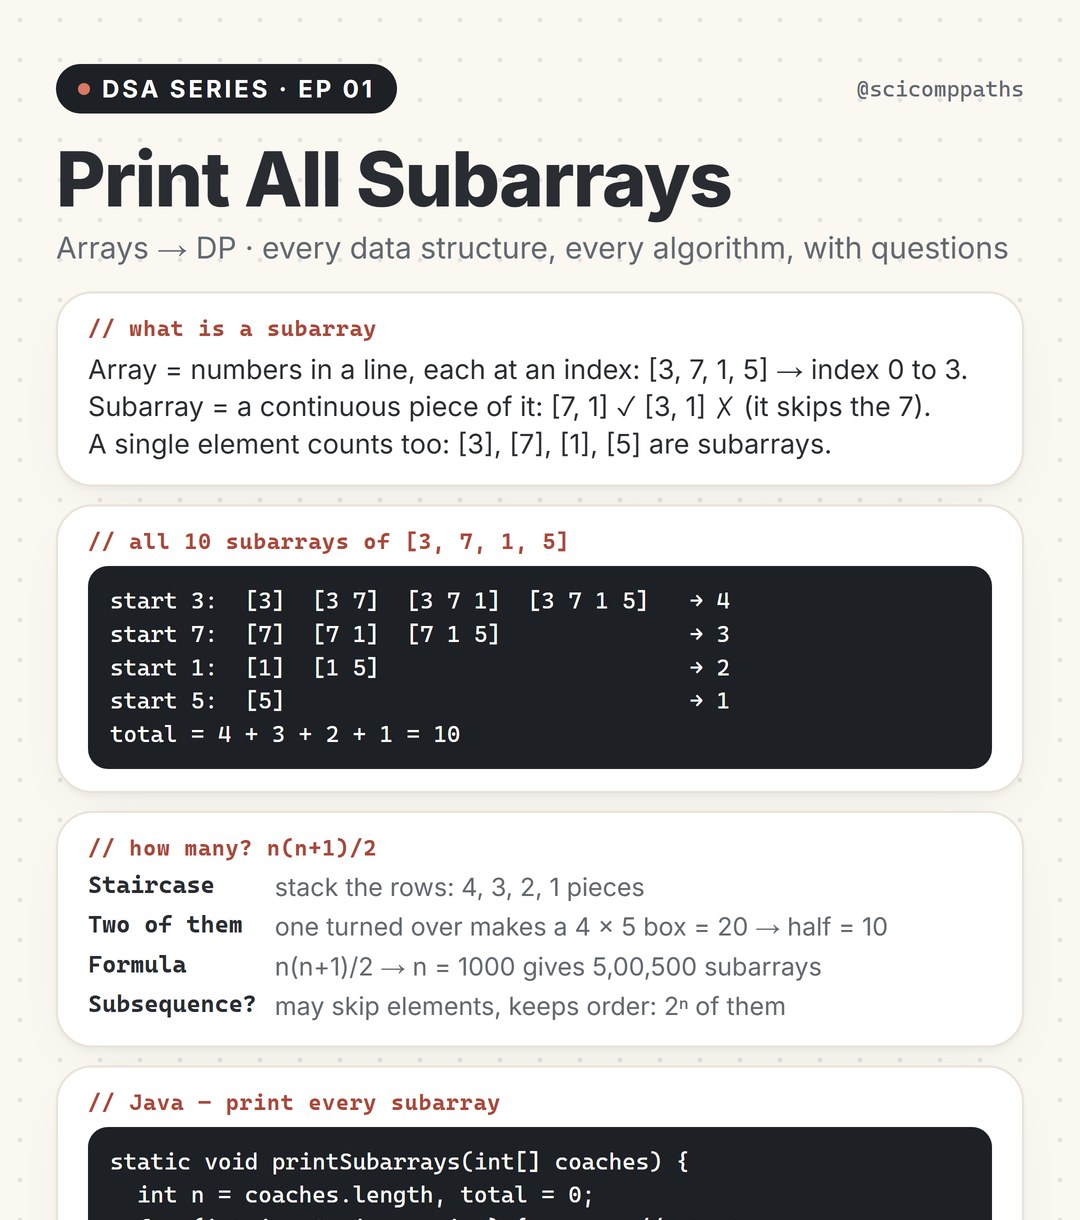 DSA SERIES · EP 01
@scicomppaths
Print All Subarrays
Arrays → DP · every data structure, every algorithm, with questions
// what is a subarray
Array = numbers in a line, each at an index: [3, 7, 1, 5] → index 0 to 3.
Subarray = a continuous piece of it: [7, 1] ✓ [3, 1] ✗ (it skips the 7).
A single element counts too: [3], [7], [1], [5] are subarrays.
// all 10 subarrays of [3, 7, 1, 5]
start 3:  [3]  [3 7]  [3 7 1]  [3 7 1 5]   → 4
start 7:  [7]  [7 1]  [7 1 5]              → 3
start 1:  [1]  [1 5]                       → 2
start 5:  [5]                              → 1
total = 4 + 3 + 2 + 1 = 10
// how many? n(n+1)/2
Staircase stack the rows: 4, 3, 2, 1 pieces
Two of them one turned over makes a 4 × 5 box = 20 → half = 10
Formula n(n+1)/2 → n = 1000 gives 5,00,500 subarrays
Subsequence? may skip elements, keeps order: 2ⁿ of them
// Java — print every subarray
static void printSubarrays(int[] coaches) {
  int n = coaches.length, total = 0;